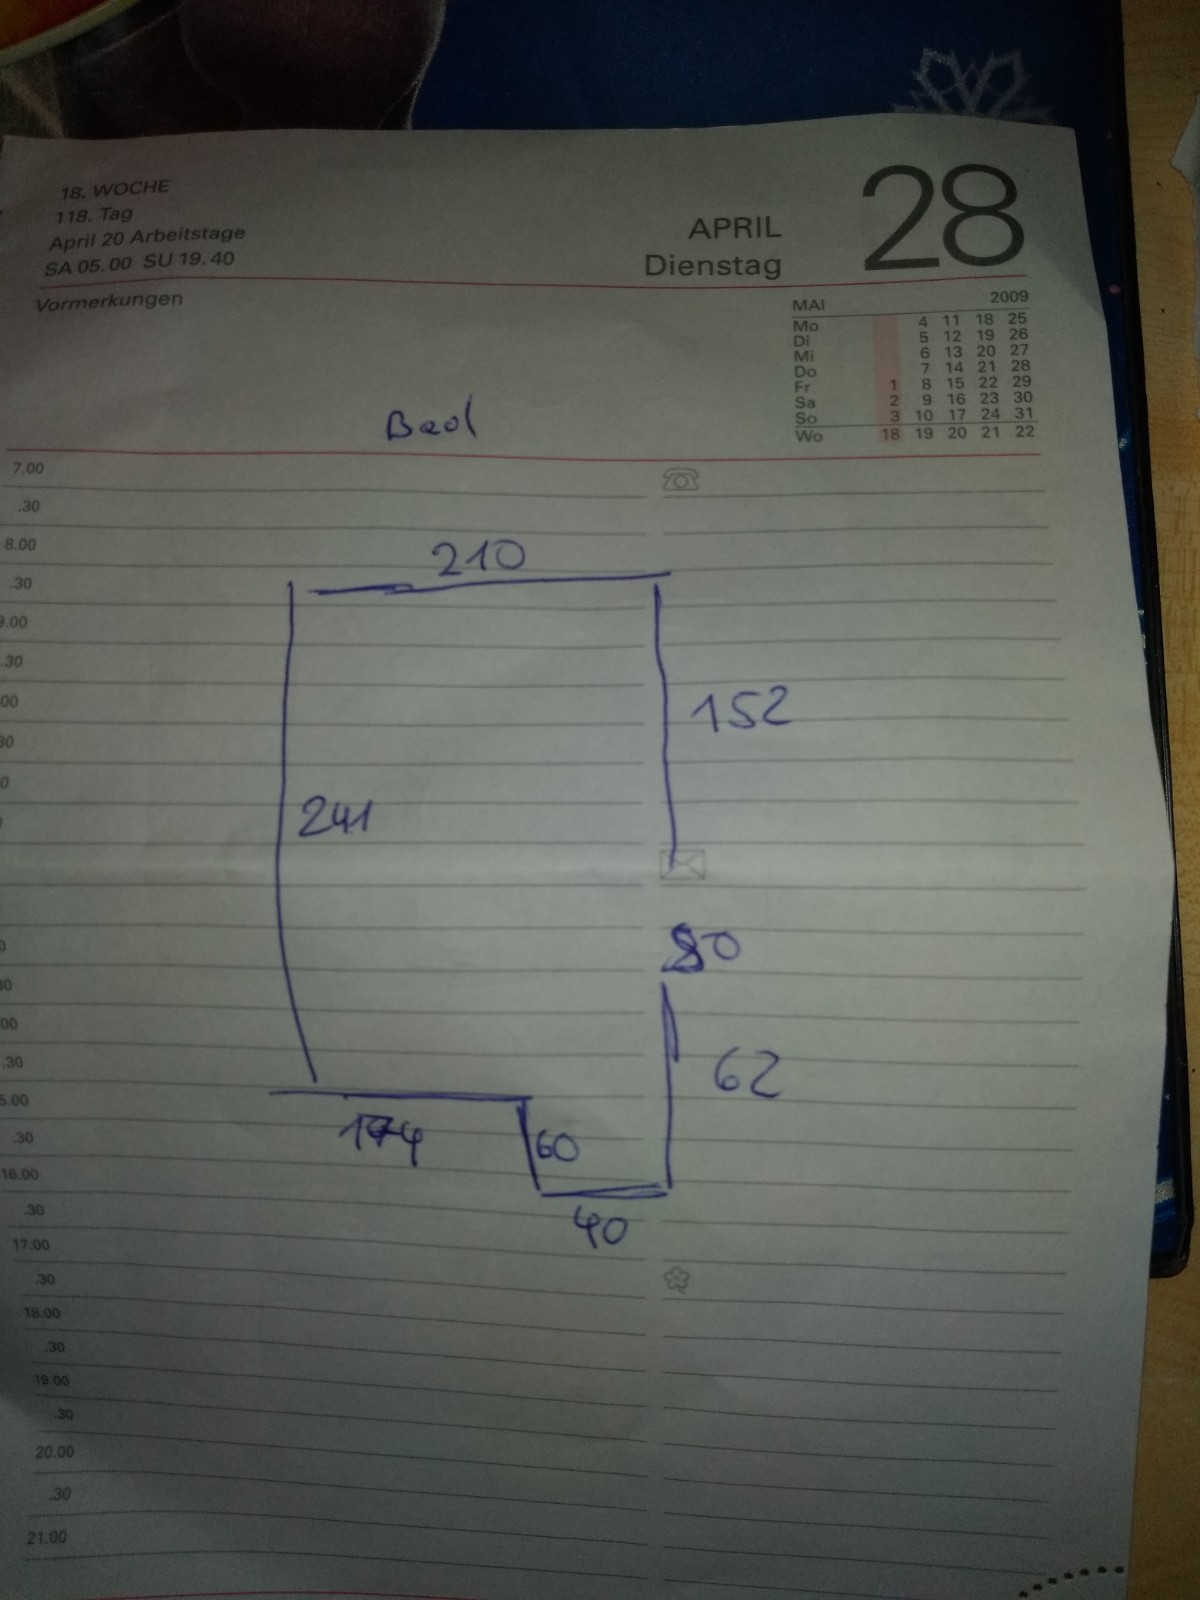 18. WOCHE
118. Tag
April 20 Arbeitstage
SA 05.00 SU 19.40
APRIL
Dienstag
28
Vormerkungen
MAI 2009
Mo 4 11 18 25
Di 5 12 19 26
Mi 6 13 20 27
Do 7 14 21 28
Fr 1 8 15 22 29
Sa 2 9 16 23 30
So 3 10 17 24 31
Wo 18 19 20 21 22
Bad
7.00
.30
8.00
210
.30
9.00
.30
00
152
30
0
241
0
80
30
00
.30
62
5.00
174
.30
60
16.00
.30
40
17.00
.30
18.00
.30
19.00
.30
20.00
.30
21.00